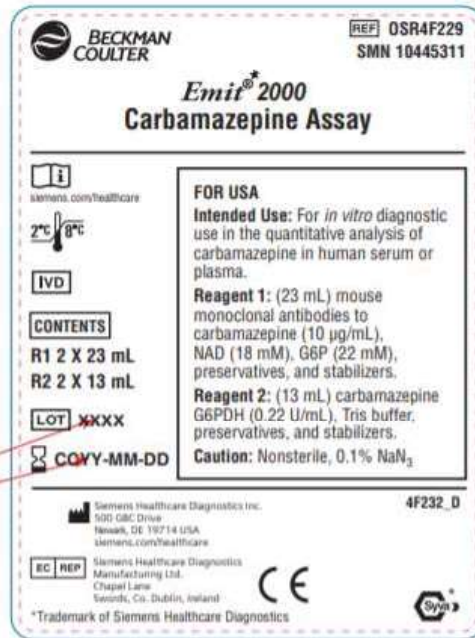 BECKMAN
COULTER
REF OSR4F229
SMN 10445311
Emit®* 2000
Carbamazepine Assay
i
siemens.com/healthcare
2°C 8°C
IVD
CONTENTS
R1 2 X 23 mL
R2 2 X 13 mL
LOT XXXX
CCYY-MM-DD
FOR USA
Intended Use: For in vitro diagnostic
use in the quantitative analysis of
carbamazepine in human serum or
plasma.
Reagent 1: (23 mL) mouse
monoclonal antibodies to
carbamazepine (10 µg/mL),
NAD (18 mM), G6P (22 mM),
preservatives, and stabilizers.
Reagent 2: (13 mL) carbamazepine
G6PDH (0.22 U/mL), Tris buffer,
preservatives, and stabilizers.
Caution: Nonsterile, 0.1% NaN₃
Siemens Healthcare Diagnostics Inc.
500 GBC Drive
Newark, DE 19714 USA
siemens.com/healthcare
4F232_D
EC REP
Siemens Healthcare Diagnostics
Manufacturing Ltd.
Chapel Lane
Swords, Co. Dublin, Ireland
CE
Syva*
*Trademark of Siemens Healthcare Diagnostics